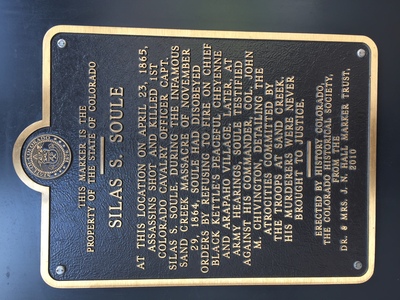 THIS MARKER IS THE
PROPERTY OF THE STATE OF COLORADO
SILAS S. SOULE
AT THIS LOCATION ON APRIL 23, 1865,
ASSASSINS SHOT AND KILLED 1ST
COLORADO CAVALRY OFFICER CAPT.
SILAS S. SOULE. DURING THE INFAMOUS
SAND CREEK MASSACRE OF NOVEMBER
29, 1864, SOULE HAD DISOBEYED
ORDERS BY REFUSING TO FIRE ON CHIEF
BLACK KETTLE'S PEACEFUL CHEYENNE
AND ARAPAHO VILLAGE. LATER, AT
ARMY HEARINGS, SOULE TESTIFIED
AGAINST HIS COMMANDER, COL. JOHN
M. CHIVINGTON, DETAILING THE
ATROCITIES COMMITTED BY
THE TROOPS AT SAND CREEK.
HIS MURDERERS WERE NEVER
BROUGHT TO JUSTICE.
ERECTED BY HISTORY COLORADO,
THE COLORADO HISTORICAL SOCIETY,
FROM THE
DR. & MRS. J. N. HALL MARKER TRUST,
2010